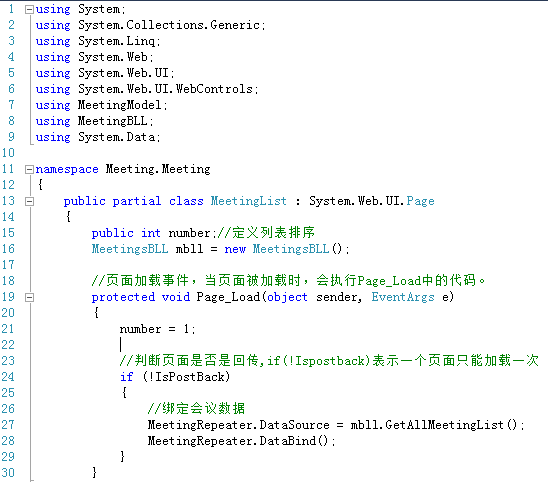 1 using System;
2 using System.Collections.Generic;
3 using System.Linq;
4 using System.Web;
5 using System.Web.UI;
6 using System.Web.UI.WebControls;
7 using MeetingModel;
8 using MeetingBLL;
9 using System.Data;
10
11 namespace Meeting.Meeting
12 {
13     public partial class MeetingList : System.Web.UI.Page
14     {
15         public int number;//定义列表排序
16         MeetingsBLL mbll = new MeetingsBLL();
17
18         //页面加载事件，当页面被加载时，会执行Page_Load中的代码。
19         protected void Page_Load(object sender, EventArgs e)
20         {
21             number = 1;
22
23             //判断页面是否是回传,if(!Ispostback)表示一个页面只能加载一次
24             if (!IsPostBack)
25             {
26                 //绑定会议数据
27                 MeetingRepeater.DataSource = mbll.GetAllMeetingList();
28                 MeetingRepeater.DataBind();
29             }
30         }